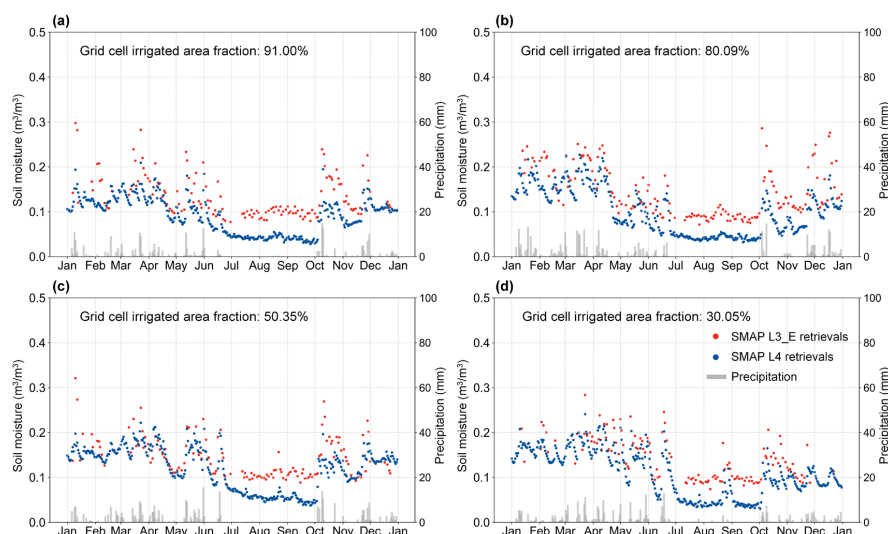 (a)
Grid cell irrigated area fraction: 91.00%
Soil moisture (m³/m³)
0.5
0.4
0.3
0.2
0.1
0.0
100
80
60
40
20
0
Precipitation (mm)
Jan Feb Mar Apr May Jun Jul Aug Sep Oct Nov Dec Jan
(b)
Grid cell irrigated area fraction: 80.09%
Soil moisture (m³/m³)
0.5
0.4
0.3
0.2
0.1
0.0
100
80
60
40
20
0
Precipitation (mm)
Jan Feb Mar Apr May Jun Jul Aug Sep Oct Nov Dec Jan
(c)
Grid cell irrigated area fraction: 50.35%
Soil moisture (m³/m³)
0.5
0.4
0.3
0.2
0.1
0.0
100
80
60
40
20
0
Precipitation (mm)
Jan Feb Mar Apr May Jun Jul Aug Sep Oct Nov Dec Jan
(d)
Grid cell irrigated area fraction: 30.05%
SMAP L3_E retrievals
SMAP L4 retrievals
Precipitation
Soil moisture (m³/m³)
0.5
0.4
0.3
0.2
0.1
0.0
100
80
60
40
20
0
Precipitation (mm)
Jan Feb Mar Apr May Jun Jul Aug Sep Oct Nov Dec Jan